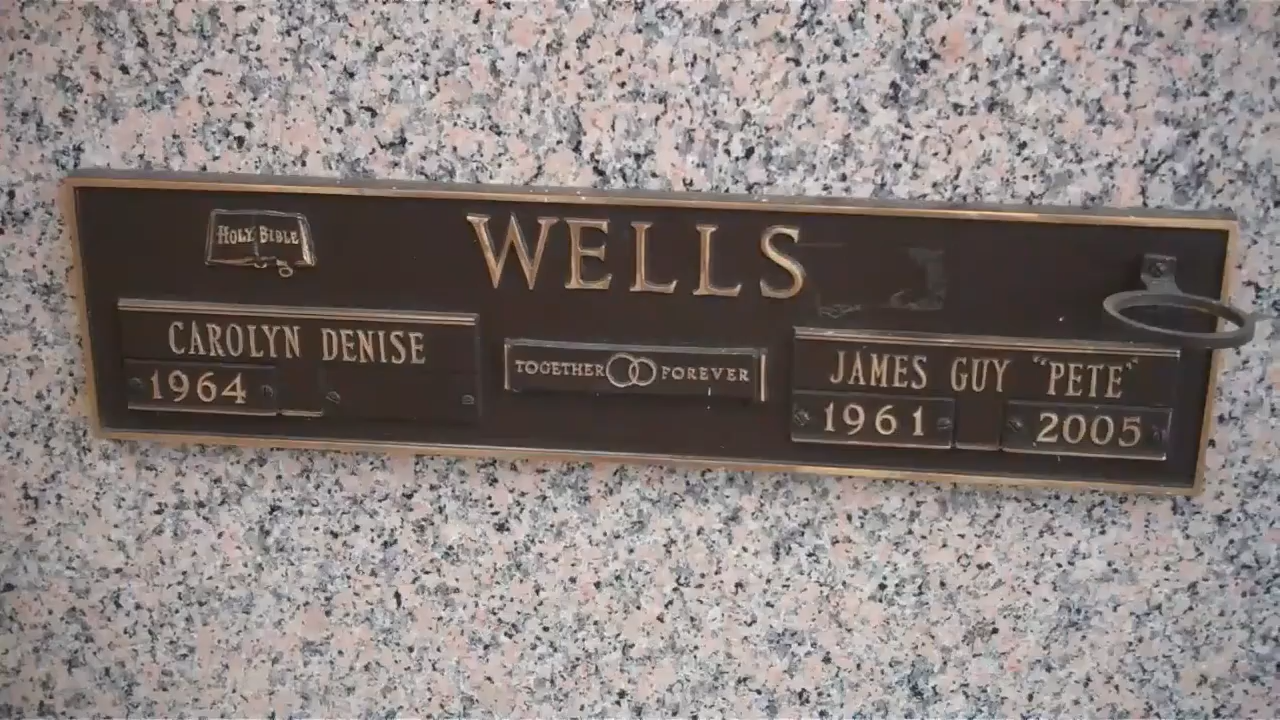 HOLY BIBLE
WELLS
CAROLYN DENISE
1964
TOGETHER FOREVER
JAMES GUY "PETE"
1961 2005